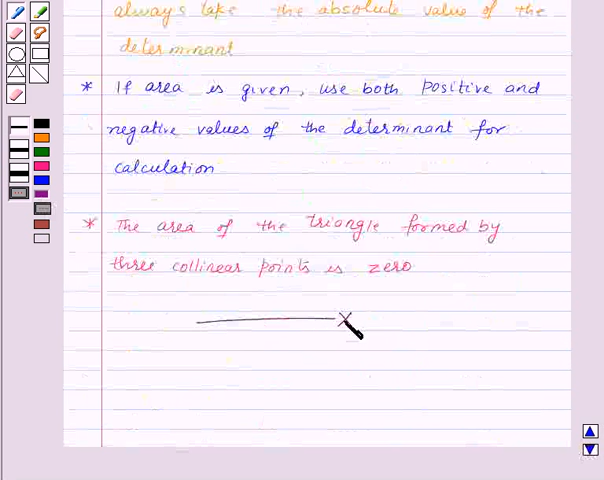 always take the absolute value of the
determinant
* If area is given, use both positive and
negative values of the determinant for
calculation
* The area of the triangle formed by
three collinear points is zero